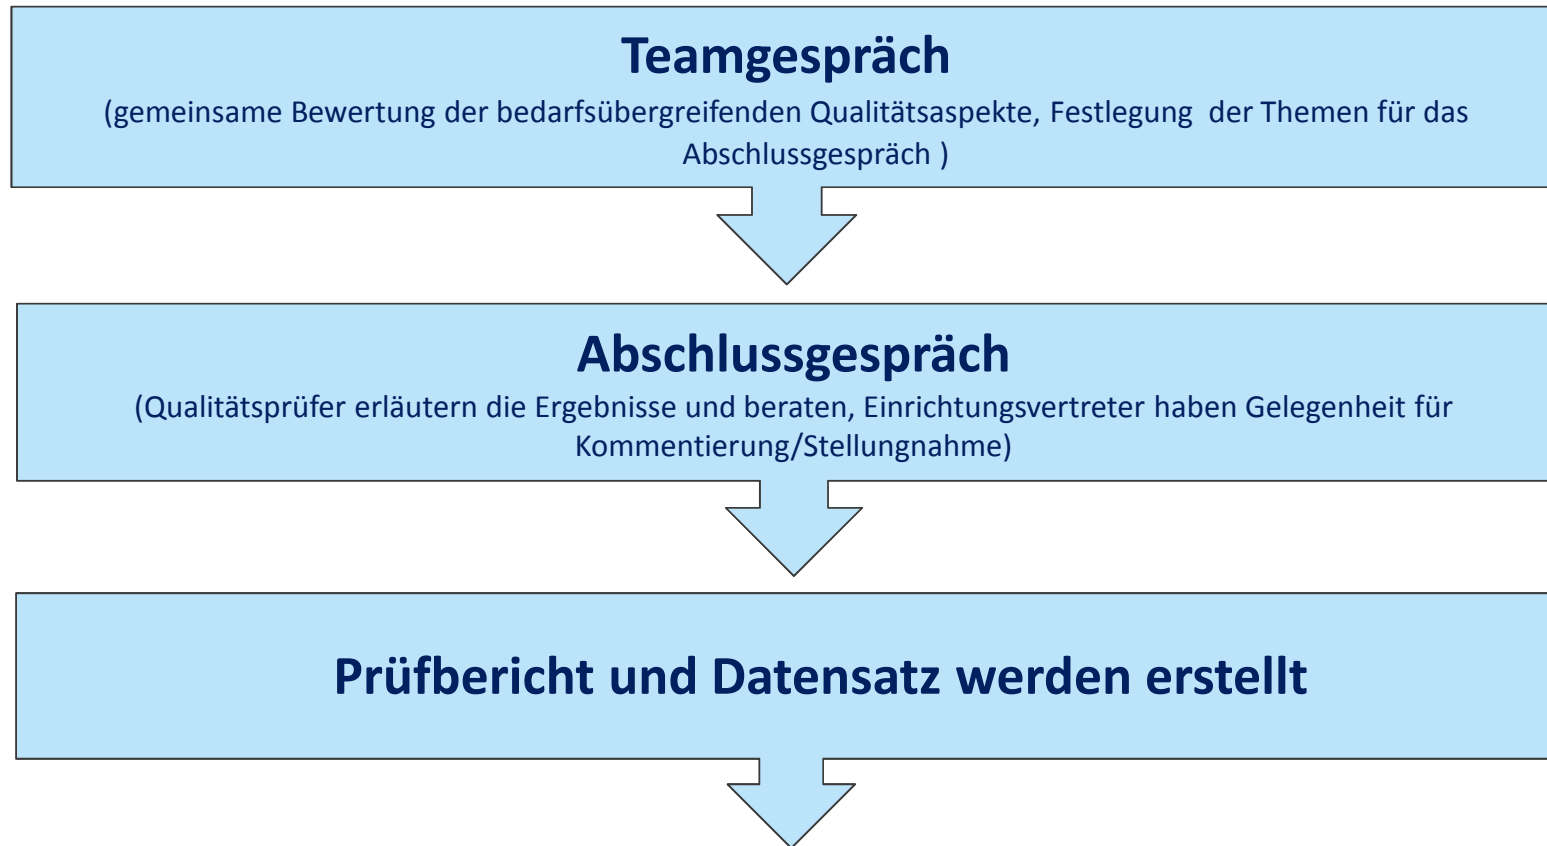 Teamgespräch
(gemeinsame Bewertung der bedarfsübergreifenden Qualitätsaspekte, Festlegung  der Themen für das
Abschlussgespräch )
Abschlussgespräch
(Qualitätsprüfer erläutern die Ergebnisse und beraten, Einrichtungsvertreter haben Gelegenheit für
Kommentierung/Stellungnahme)
Prüfbericht und Datensatz werden erstellt